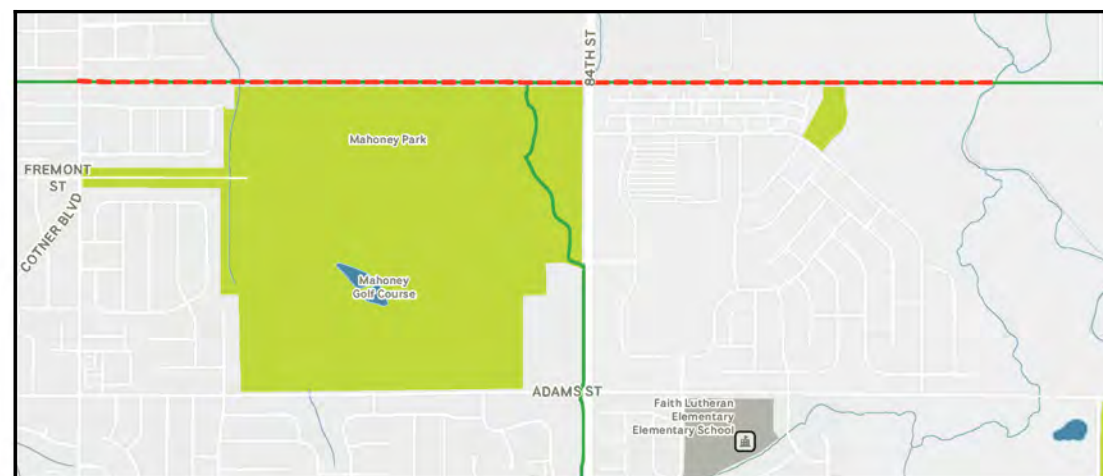 84TH ST
Mahoney Park
FREMONT
ST
COTNER BLVD
Mahoney
Golf Course
ADAMS ST
Faith Lutheran
Elementary
Elementary School